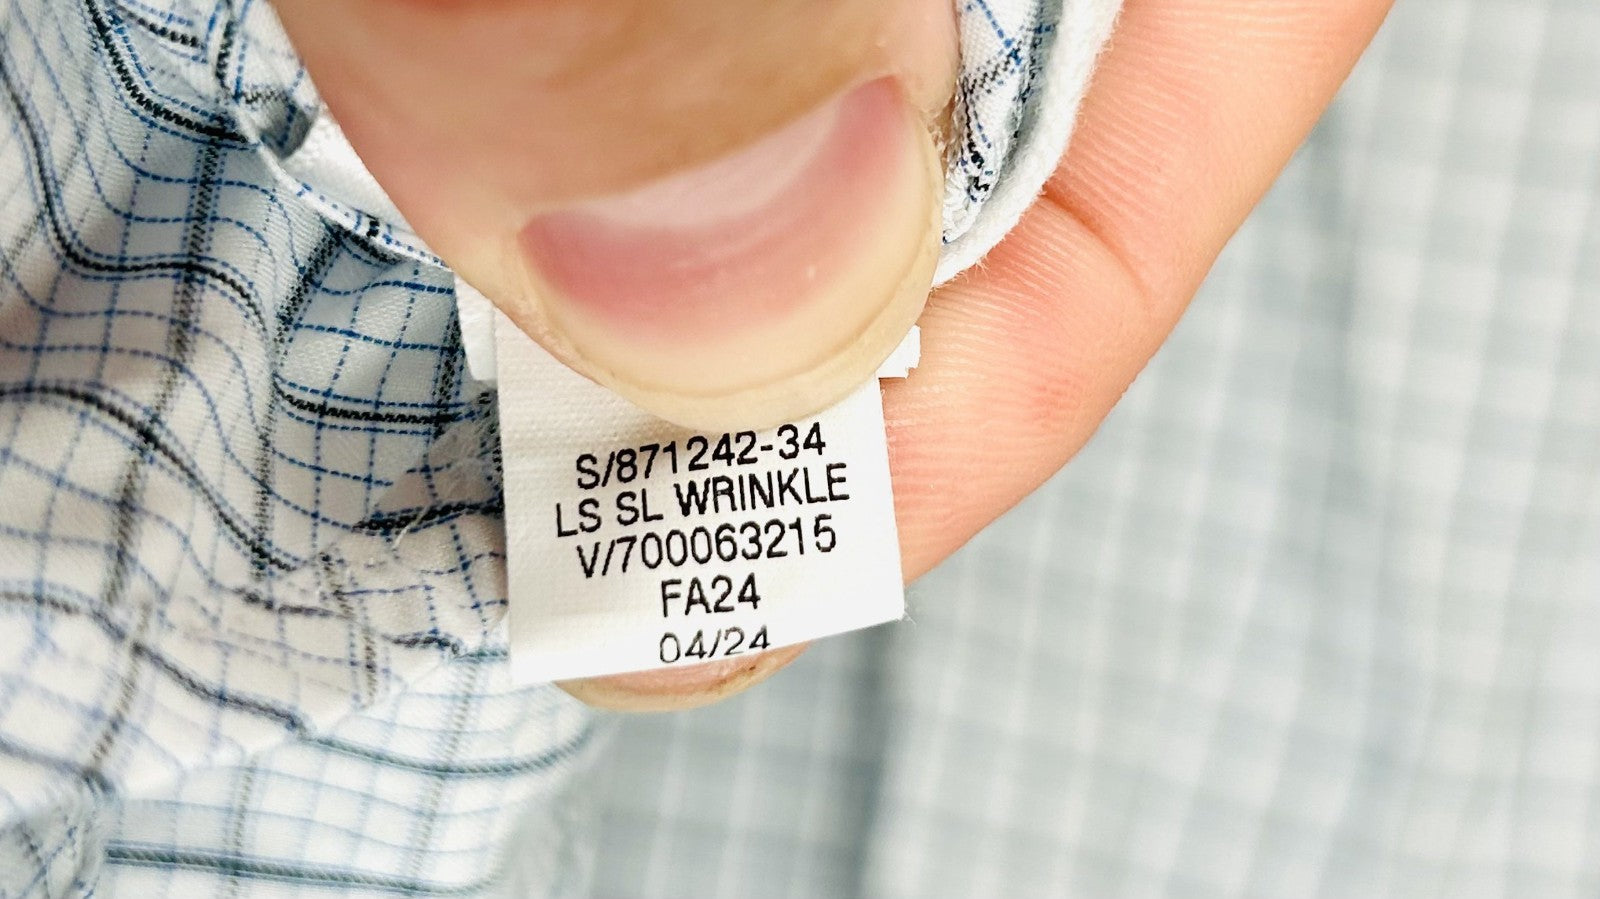 S/871242-34
LS SL WRINKLE
V/700063215
FA24
04/24